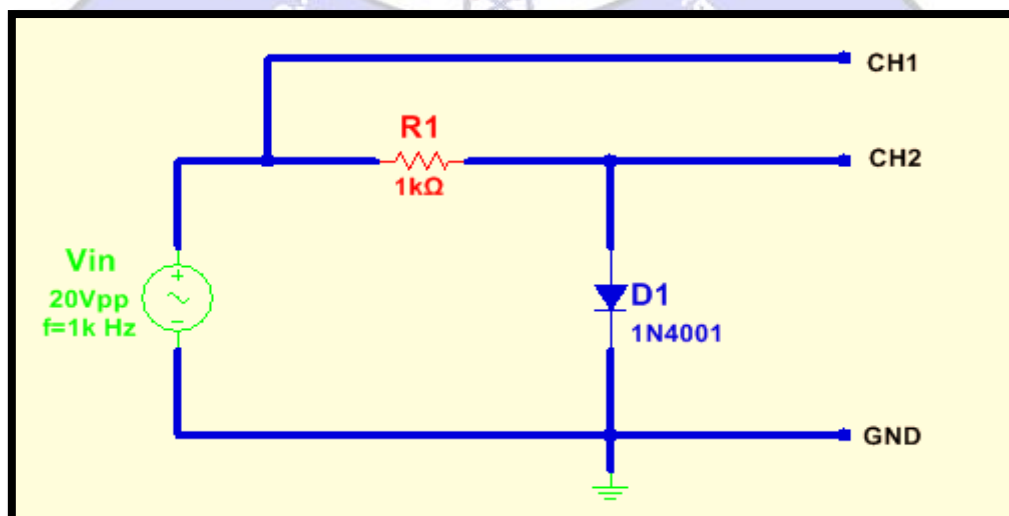 CH1
R1
CH2
1kΩ
Vin
20Vpp
f=1k Hz
D1
1N4001
GND